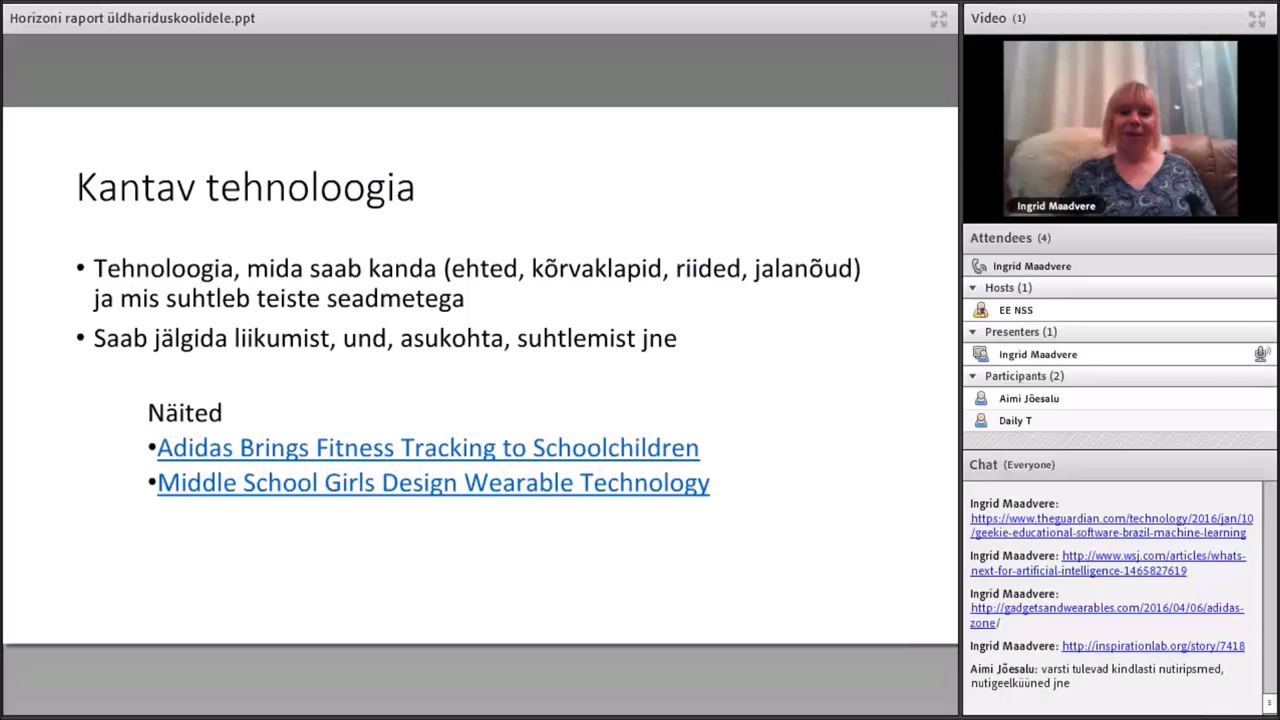 Horizoni raport üldhariduskoolidele.ppt
Kantav tehnoloogia
• Tehnoloogia, mida saab kanda (ehted, kõrvaklapid, riided, jalanõud)
ja mis suhtleb teiste seadmetega
• Saab jälgida liikumist, und, asukohta, suhtlemist jne
Näited
•Adidas Brings Fitness Tracking to Schoolchildren
•Middle School Girls Design Wearable Technology
Video (1)
Ingrid Maadvere
Attendees (4)
Ingrid Maadvere
Hosts (1)
EE NSS
Presenters (1)
Ingrid Maadvere
Participants (2)
Aimi Jõesalu
Daily T
Chat (Everyone)
Ingrid Maadvere:
https://www.theguardian.com/technology/2016/jan/10
/geekie-educational-software-brazil-machine-learning
Ingrid Maadvere: http://www.wsj.com/articles/whats-
next-for-artificial-intelligence-1465827619
Ingrid Maadvere:
http://gadgetsandwearables.com/2016/04/06/adidas-
zone/
Ingrid Maadvere: http://inspirationlab.org/story/7418
Aimi Jõesalu: varsti tulevad kindlasti nutiripsmed,
nutigeelküüned jne